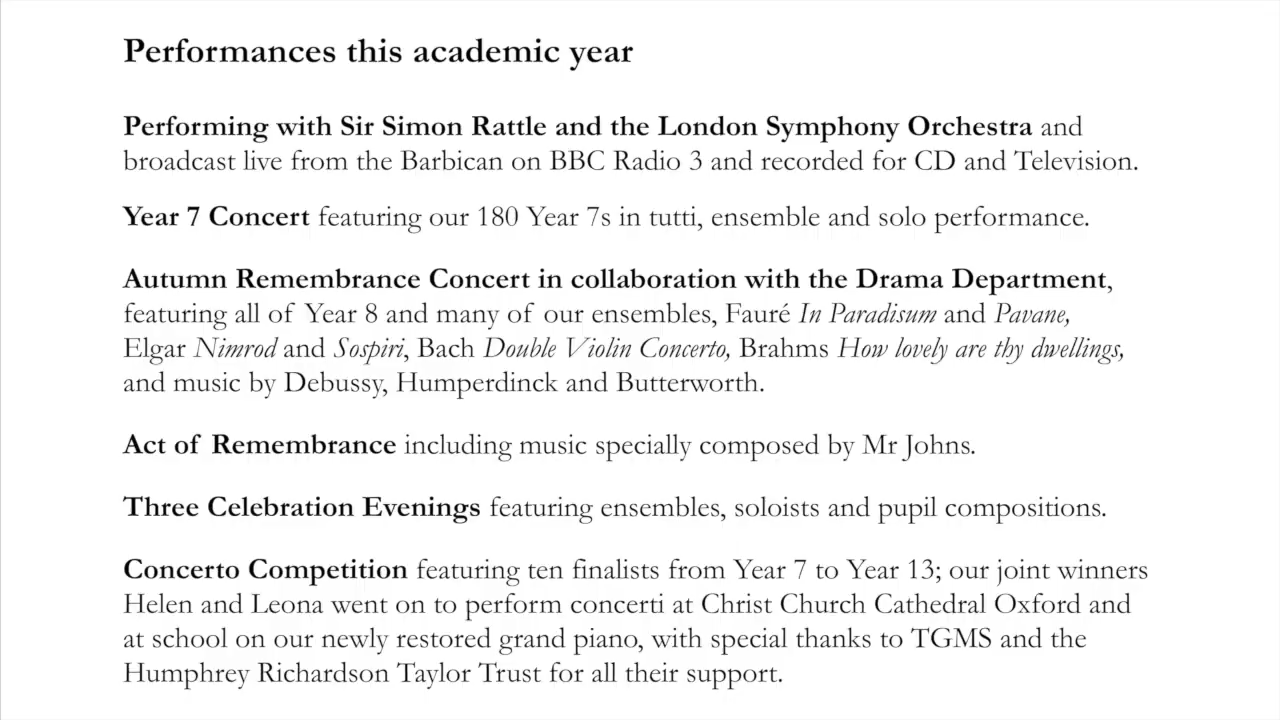 Performances this academic year
Performing with Sir Simon Rattle and the London Symphony Orchestra and
broadcast live from the Barbican on BBC Radio 3 and recorded for CD and Television.
Year 7 Concert featuring our 180 Year 7s in tutti, ensemble and solo performance.
Autumn Remembrance Concert in collaboration with the Drama Department,
featuring all of Year 8 and many of our ensembles, Fauré In Paradisum and Pavane,
Elgar Nimrod and Sospiri, Bach Double Violin Concerto, Brahms How lovely are thy dwellings,
and music by Debussy, Humperdinck and Butterworth.
Act of Remembrance including music specially composed by Mr Johns.
Three Celebration Evenings featuring ensembles, soloists and pupil compositions.
Concerto Competition featuring ten finalists from Year 7 to Year 13; our joint winners
Helen and Leona went on to perform concerti at Christ Church Cathedral Oxford and
at school on our newly restored grand piano, with special thanks to TGMS and the
Humphrey Richardson Taylor Trust for all their support.